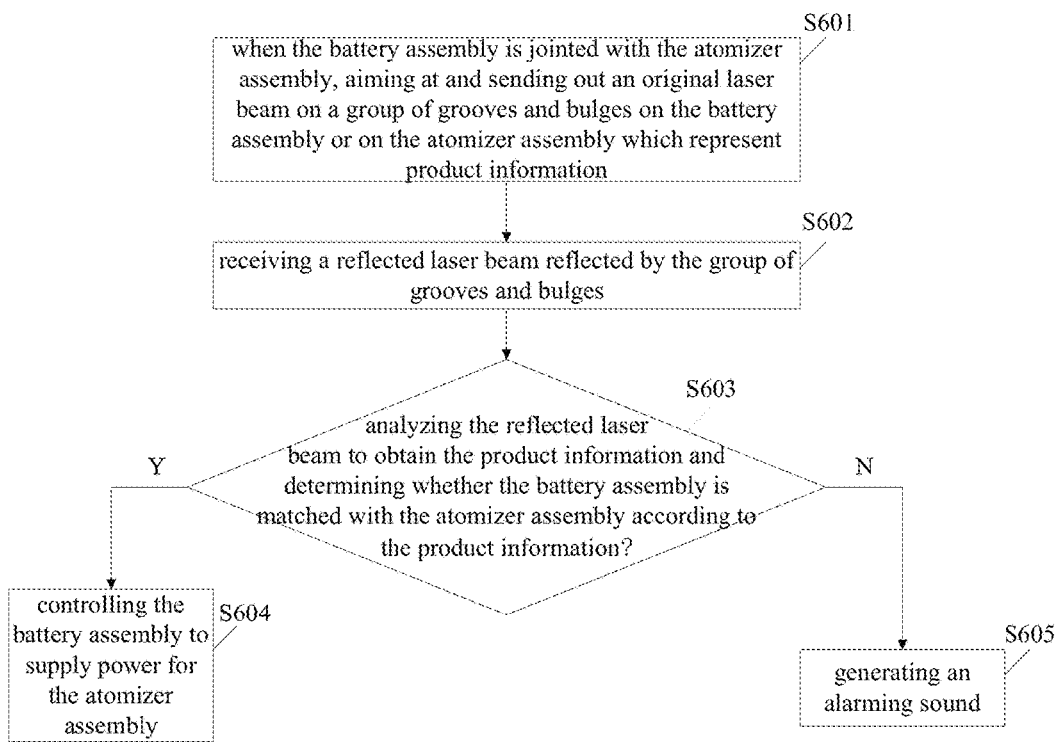 S601
when the battery assembly is jointed with the atomizer
assembly, aiming at and sending out an original laser
beam on a group of grooves and bulges on the battery
assembly or on the atomizer assembly which represent
product information
S602
receiving a reflected laser beam reflected by the group of
grooves and bulges
S603
analyzing the reflected laser
beam to obtain the product information and
determining whether the battery assembly is
matched with the atomizer assembly according to
the product information?
Y
N
controlling the
battery assembly to
supply power for
the atomizer
assembly
S604
S605
generating an
alarming sound